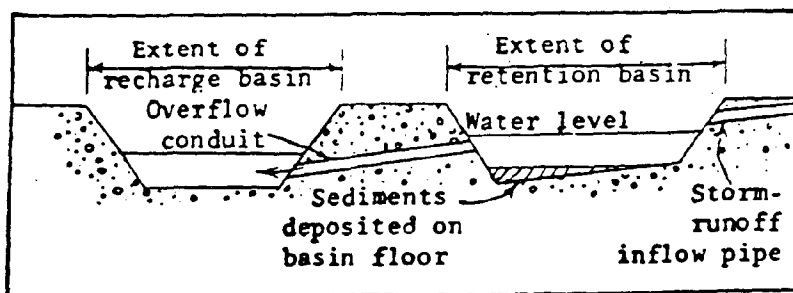 Extent of
recharge basin
Extent of
retention basin
Overflow
conduit
Water level
Sediments
deposited on
basin floor
Storm-
runoff
inflow pipe